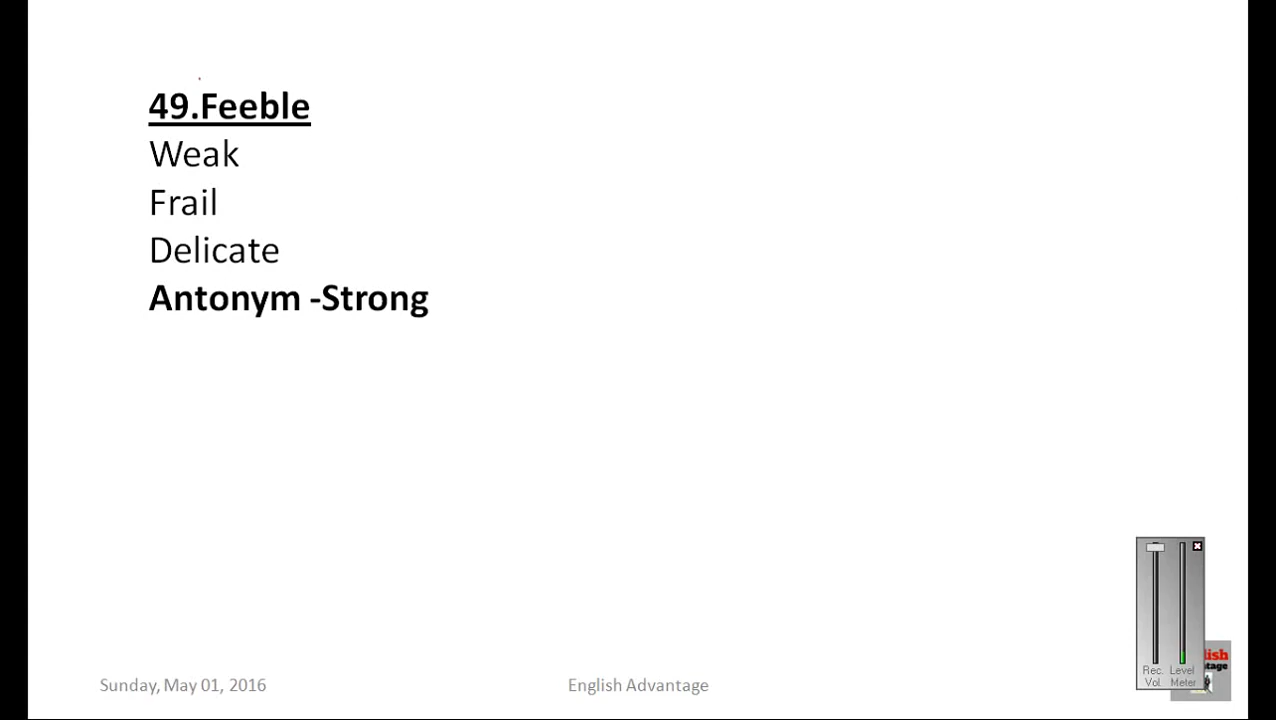 49.Feeble
Weak
Frail
Delicate
Antonym -Strong
Rec. Level
Vol. Meter
Sunday, May 01, 2016
English Advantage